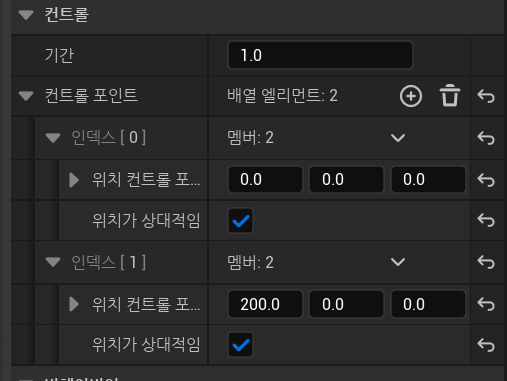 컨트롤
기간 1.0
컨트롤 포인트 배열 엘리먼트: 2
인덱스 [ 0 ] 멤버: 2
위치 컨트롤 포... 0.0 0.0 0.0
위치가 상대적임
인덱스 [ 1 ] 멤버: 2
위치 컨트롤 포... 200.0 0.0 0.0
위치가 상대적임